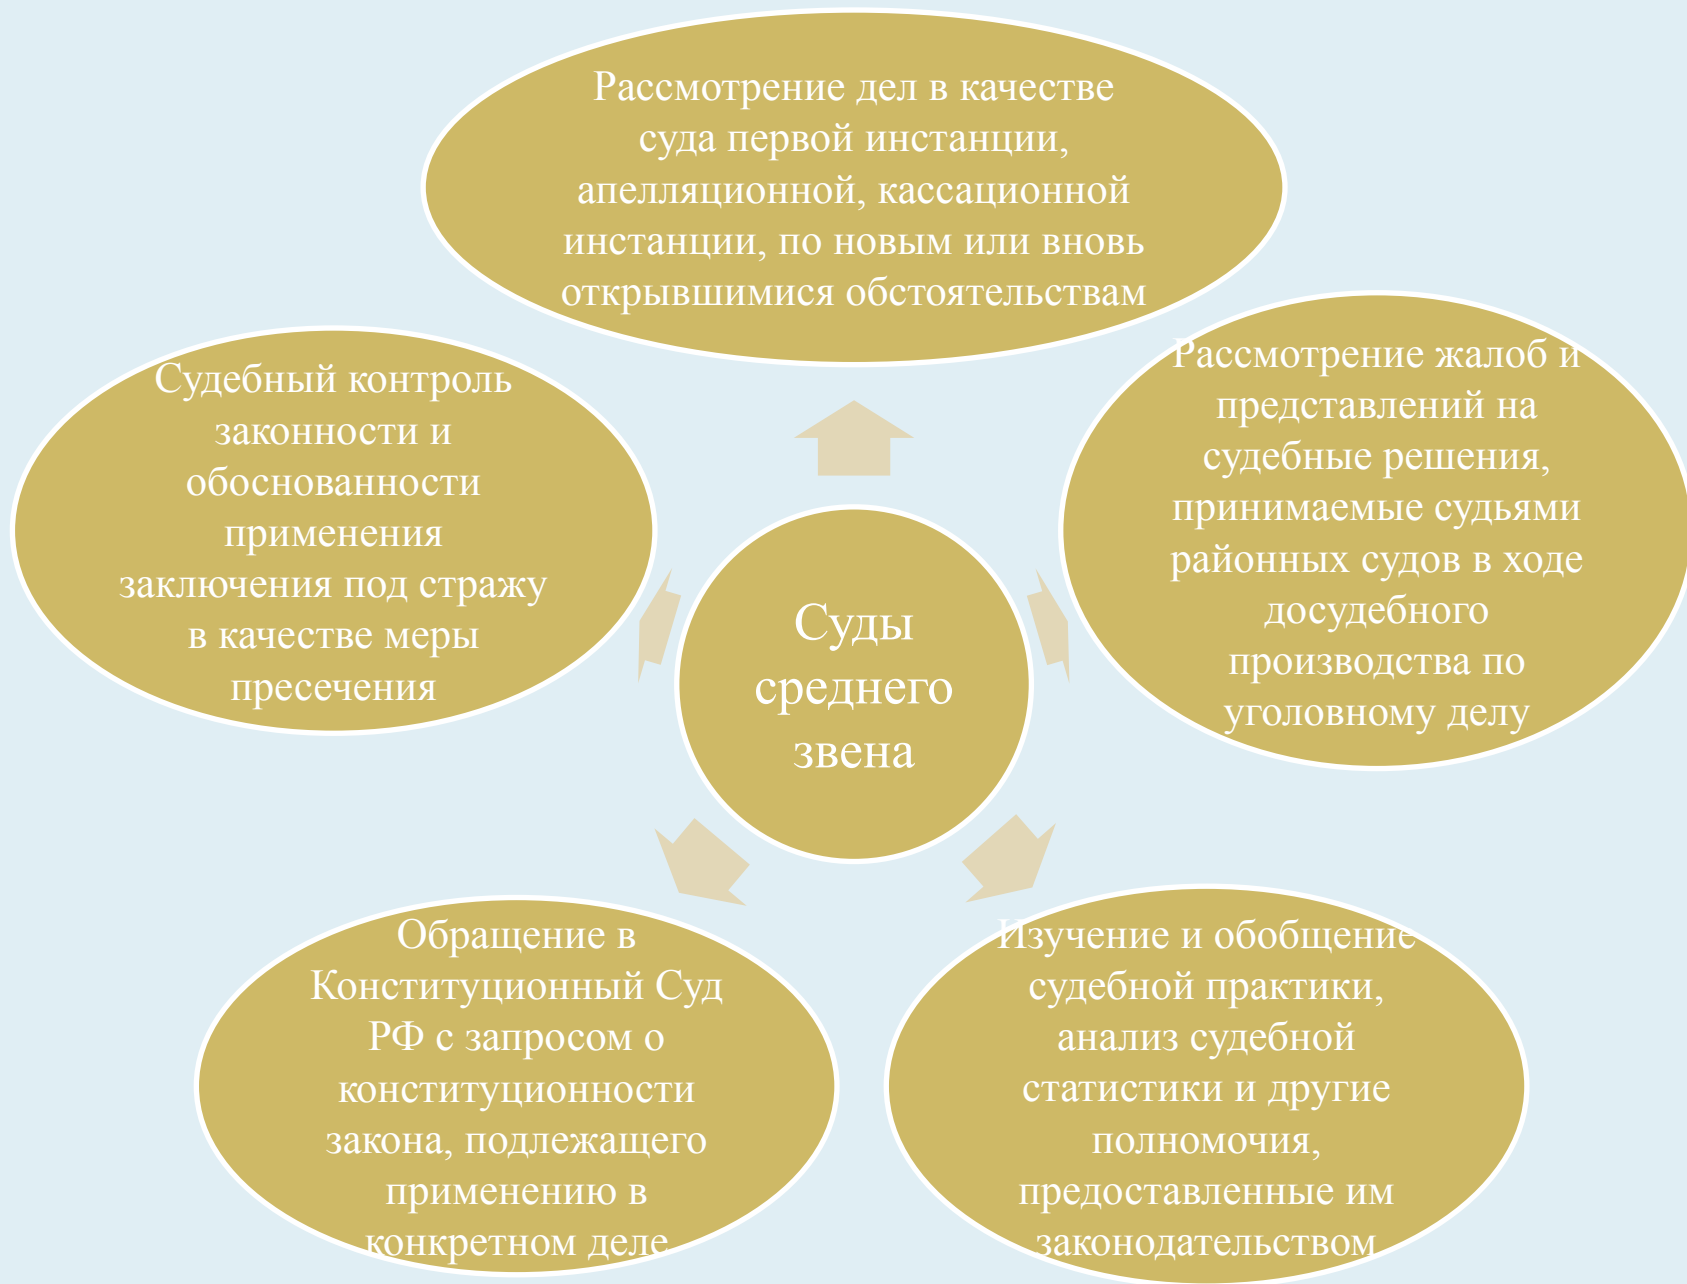 Рассмотрение дел в качестве
суда первой инстанции,
апелляционной, кассационной
инстанции, по новым или вновь
открывшимися обстоятельствам
Судебный контроль
законности и
обоснованности
применения
заключения под стражу
в качестве меры
пресечения
Рассмотрение жалоб и
представлений на
судебные решения,
принимаемые судьями
районных судов в ходе
досудебного
производства по
уголовному делу
Суды
среднего
звена
Обращение в
Конституционный Суд
РФ с запросом о
конституционности
закона, подлежащего
применению в
конкретном деле
Изучение и обобщение
судебной практики,
анализ судебной
статистики и другие
полномочия,
предоставленные им
законодательством